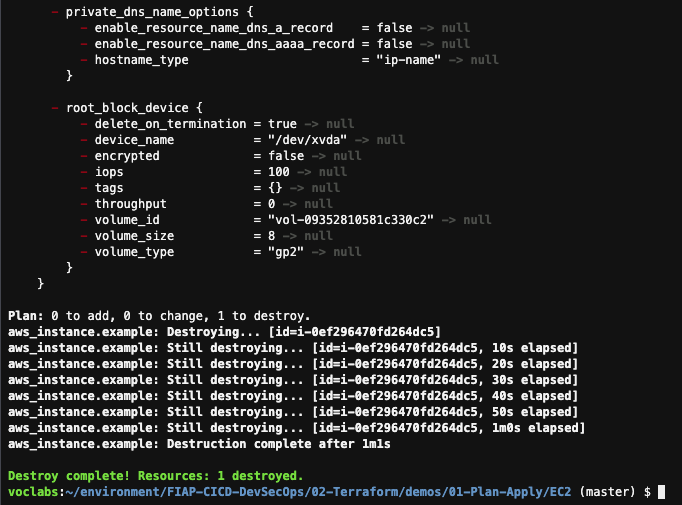 - private_dns_name_options {
- enable_resource_name_dns_a_record    = false -> null
- enable_resource_name_dns_aaaa_record = false -> null
- hostname_type                        = "ip-name" -> null
}
- root_block_device {
- delete_on_termination = true -> null
- device_name           = "/dev/xvda" -> null
- encrypted             = false -> null
- iops                  = 100 -> null
- tags                  = {} -> null
- throughput            = 0 -> null
- volume_id             = "vol-09352810581c330c2" -> null
- volume_size           = 8 -> null
- volume_type           = "gp2" -> null
}
}
Plan: 0 to add, 0 to change, 1 to destroy.
aws_instance.example: Destroying... [id=i-0ef296470fd264dc5]
aws_instance.example: Still destroying... [id=i-0ef296470fd264dc5, 10s elapsed]
aws_instance.example: Still destroying... [id=i-0ef296470fd264dc5, 20s elapsed]
aws_instance.example: Still destroying... [id=i-0ef296470fd264dc5, 30s elapsed]
aws_instance.example: Still destroying... [id=i-0ef296470fd264dc5, 40s elapsed]
aws_instance.example: Still destroying... [id=i-0ef296470fd264dc5, 50s elapsed]
aws_instance.example: Still destroying... [id=i-0ef296470fd264dc5, 1m0s elapsed]
aws_instance.example: Destruction complete after 1m1s
Destroy complete! Resources: 1 destroyed.
voclabs:~/environment/FIAP-CICD-DevSecOps/02-Terraform/demos/01-Plan-Apply/EC2 (master) $